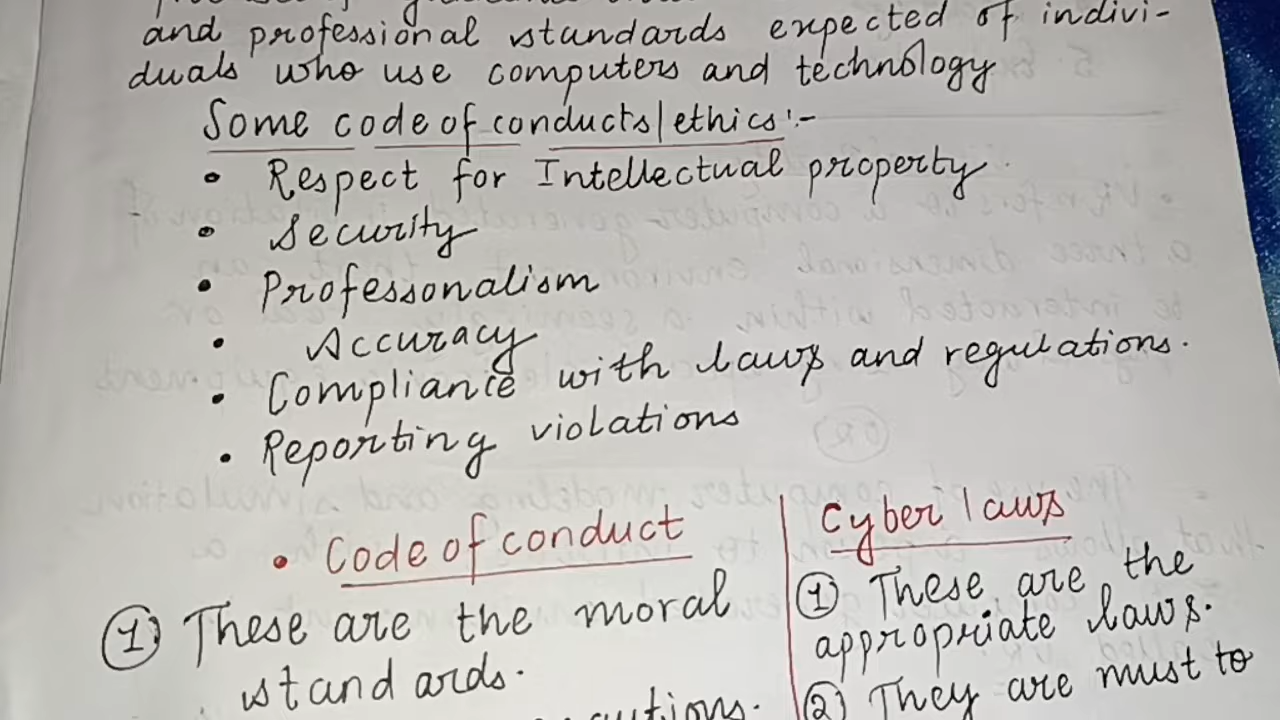 and professional standards expected of indivi-
duals who use computers and technology
Some code of conducts/ethics:-
• Respect for Intellectual property
• Security
• Professonalism
• Accuracy
• Compliance with laws and regulations.
• Reporting violations
• Code of conduct
① These are the moral
standards.
Cyber laws
① These are the
appropriate laws.
② They are must to